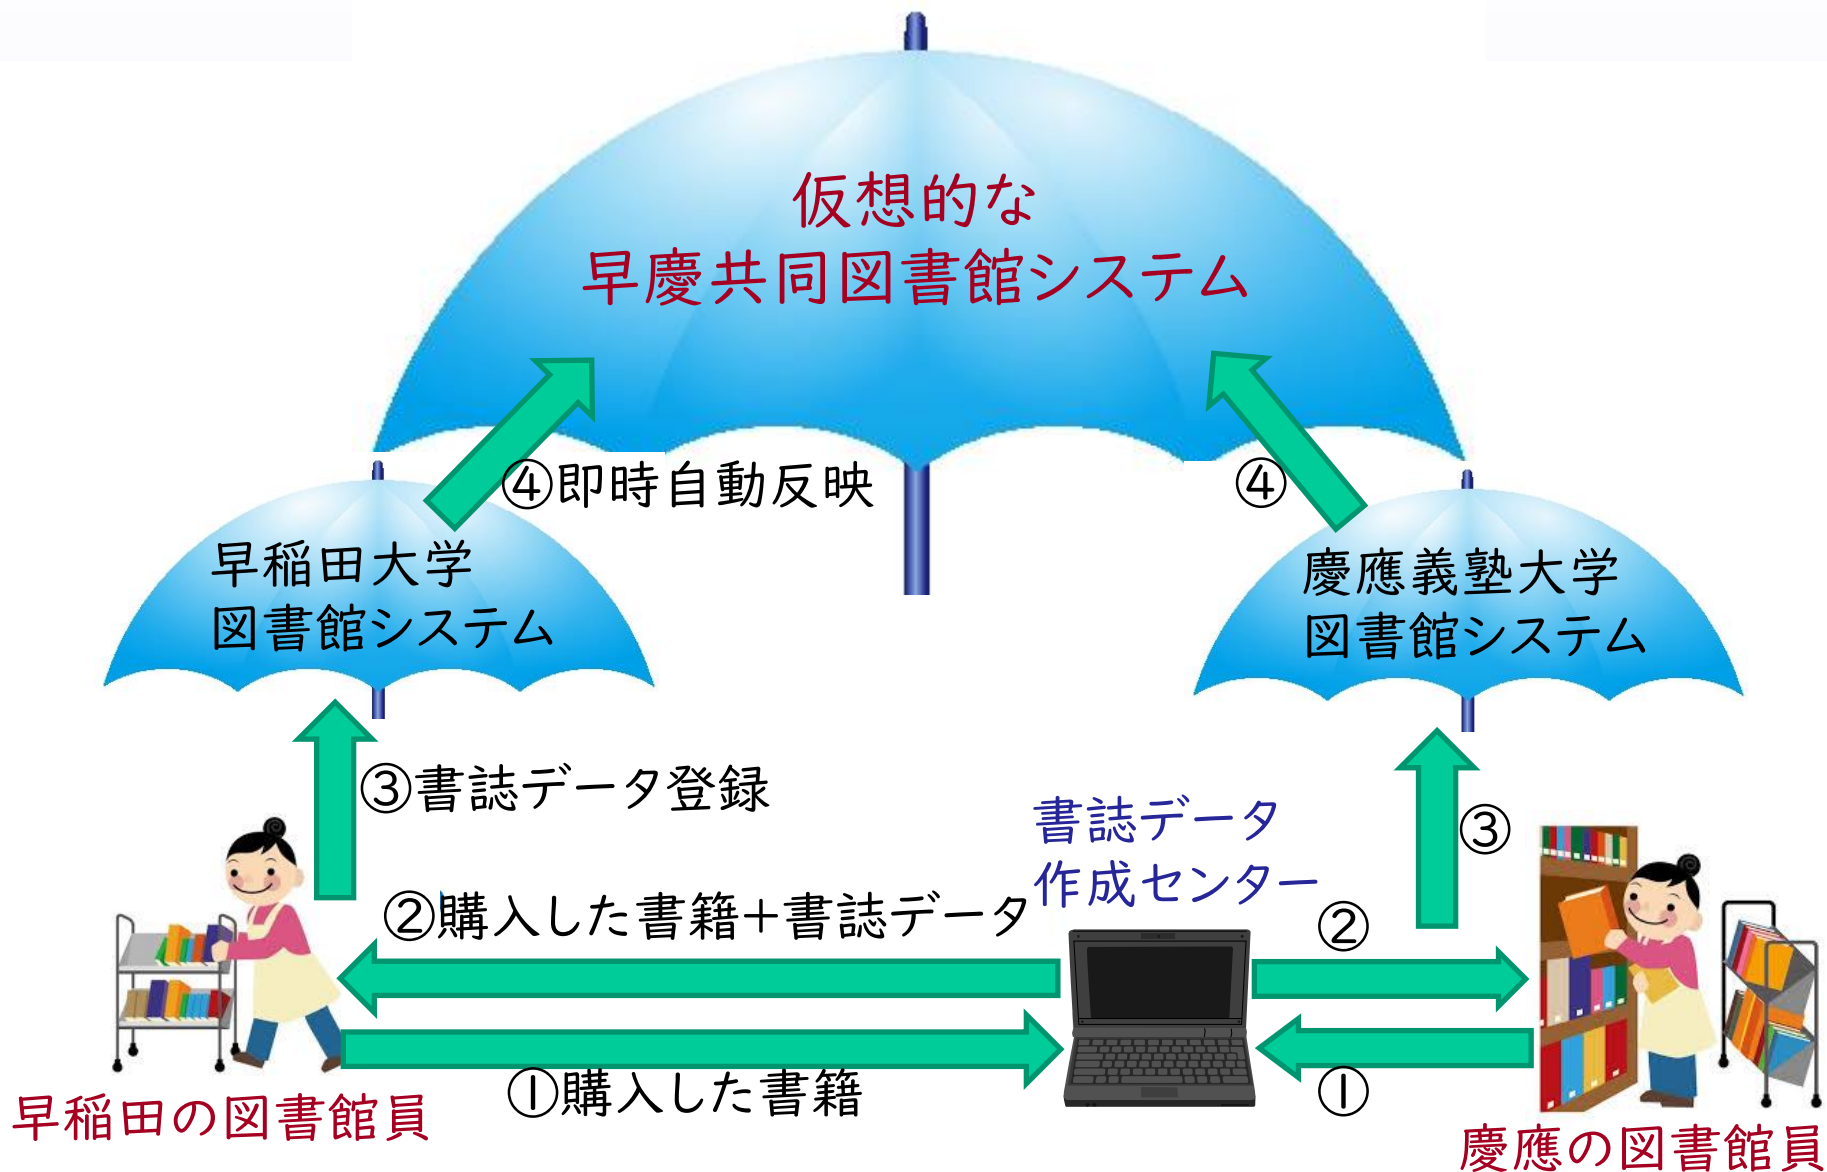 仮想的な
早慶共同図書館システム
④即時自動反映
④
早稲田大学
図書館システム
慶應義塾大学
図書館システム
③書誌データ登録
書誌データ
作成センター
③
②購入した書籍+書誌データ
②
①購入した書籍
①
早稲田の図書館員
慶應の図書館員